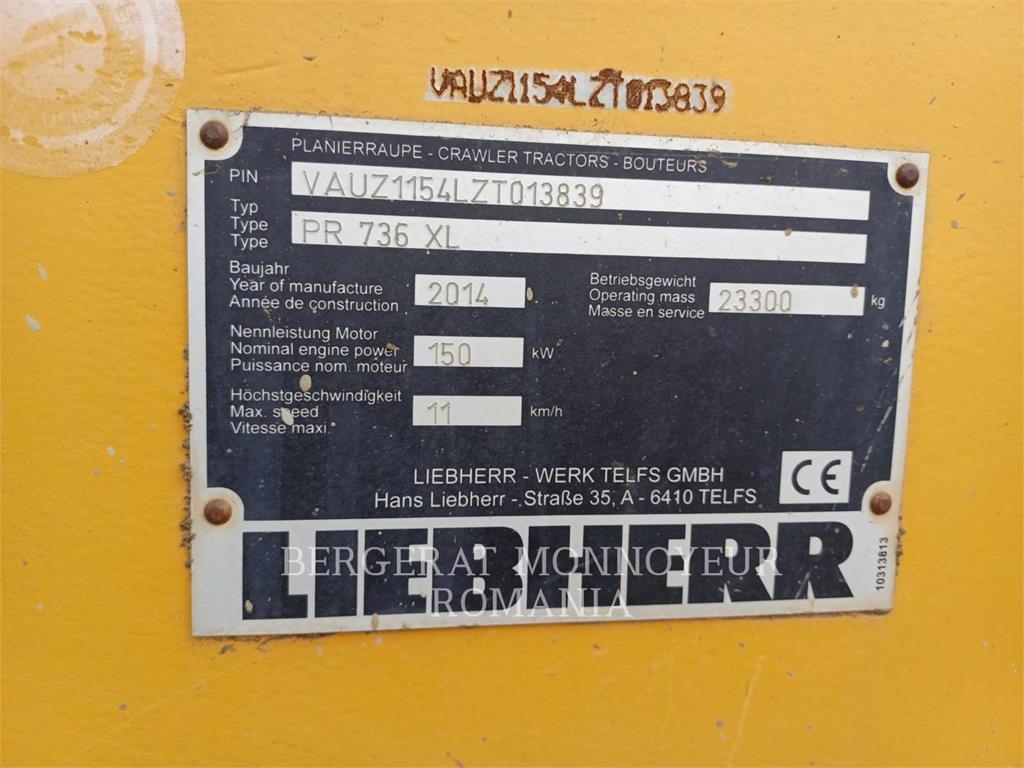 VAUZ1154LZT013839
PLANIERRAUPE - CRAWLER TRACTORS - BOUTEURS
PIN VAUZ1154LZT013839
Typ
Type PR 736 XL
Type
Baujahr
Year of manufacture 2014
Année de construction
Betriebsgewicht
Operating mass 23300 kg
Masse en service
Nennleistung Motor
Nominal engine power 150 kW
Puissance nom. moteur
Höchstgeschwindigkeit
Max. speed 11 km/h
Vitesse maxi.
LIEBHERR - WERK TELFS GMBH
Hans Liebherr - Straße 35, A - 6410 TELFS
CE
LIEBHERR
10313813
BERGERAT MONNOYEUR
ROMANIA